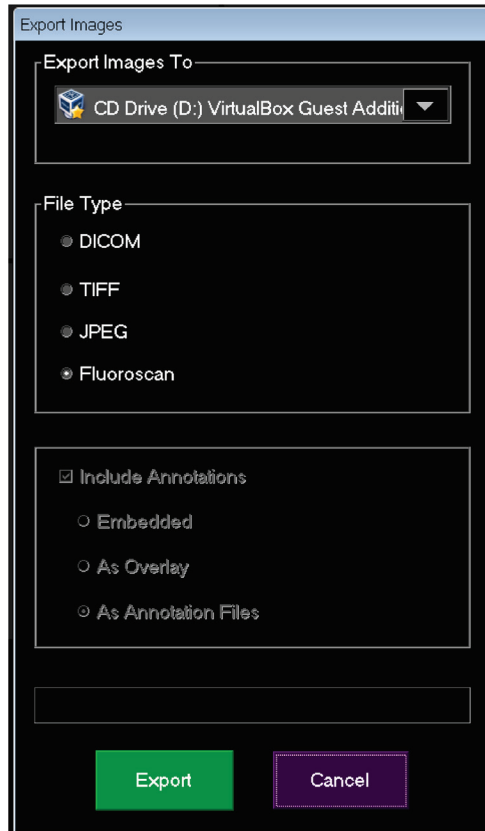 Export Images
Export Images To
CD Drive (D:) VirtualBox Guest Additi
File Type
DICOM
TIFF
JPEG
Fluoroscan
Include Annotations
Embedded
As Overlay
As Annotation Files
Export
Cancel